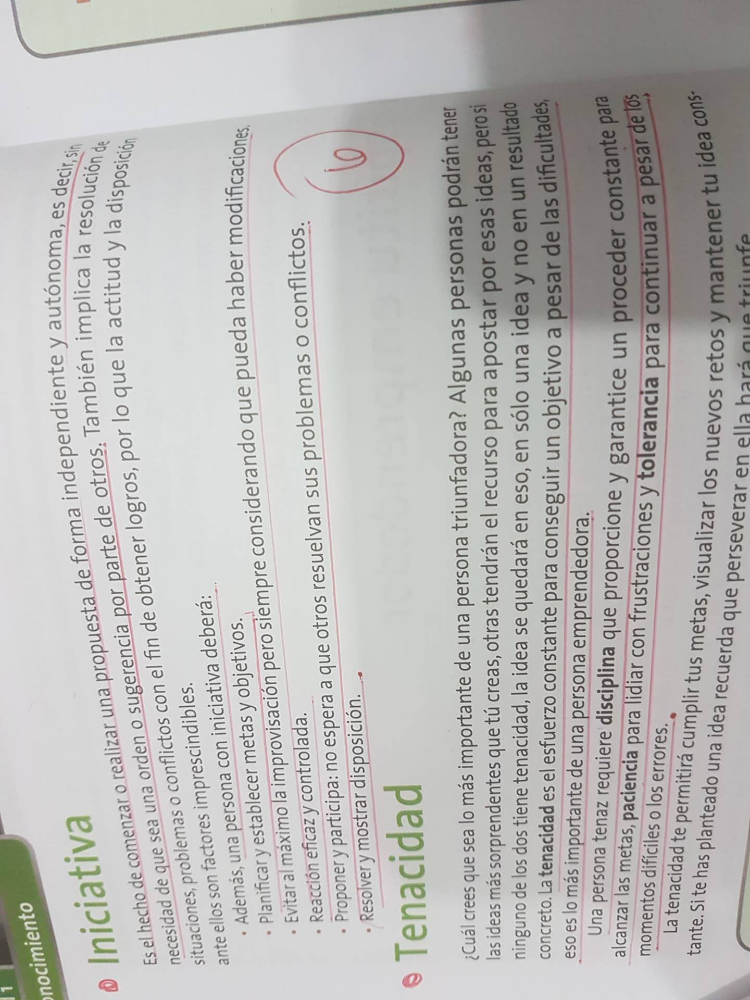 1
onocimiento
Iniciativa
Es el hecho de comenzar o realizar una propuesta de forma independiente y autónoma, es decir, sin
necesidad de que sea una orden o sugerencia por parte de otros. También implica la resolución de
situaciones, problemas o conflictos con el fin de obtener logros, por lo que la actitud y la disposición
ante ellos son factores imprescindibles.
• Además, una persona con iniciativa deberá:
• Planificar y establecer metas y objetivos.
• Evitar al máximo la improvisación pero siempre considerando que pueda haber modificaciones.
• Reacción eficaz y controlada.
• Proponer y participa: no espera a que otros resuelvan sus problemas o conflictos.
• Resolver y mostrar disposición.
Tenacidad
¿Cuál crees que sea lo más importante de una persona triunfadora? Algunas personas podrán tener
las ideas más sorprendentes que tú creas, otras tendrán el recurso para apostar por esas ideas, pero si
ninguno de los dos tiene tenacidad, la idea se quedará en eso, en sólo una idea y no en un resultado
concreto. La tenacidad es el esfuerzo constante para conseguir un objetivo a pesar de las dificultades,
eso es lo más importante de una persona emprendedora.
Una persona tenaz requiere disciplina que proporcione y garantice un proceder constante para
alcanzar las metas, paciencia para lidiar con frustraciones y tolerancia para continuar a pesar de los
momentos difíciles o los errores.
La tenacidad te permitirá cumplir tus metas, visualizar los nuevos retos y mantener tu idea cons-
tante. Si te has planteado una idea recuerda que perseverar en ella hará que triunfe